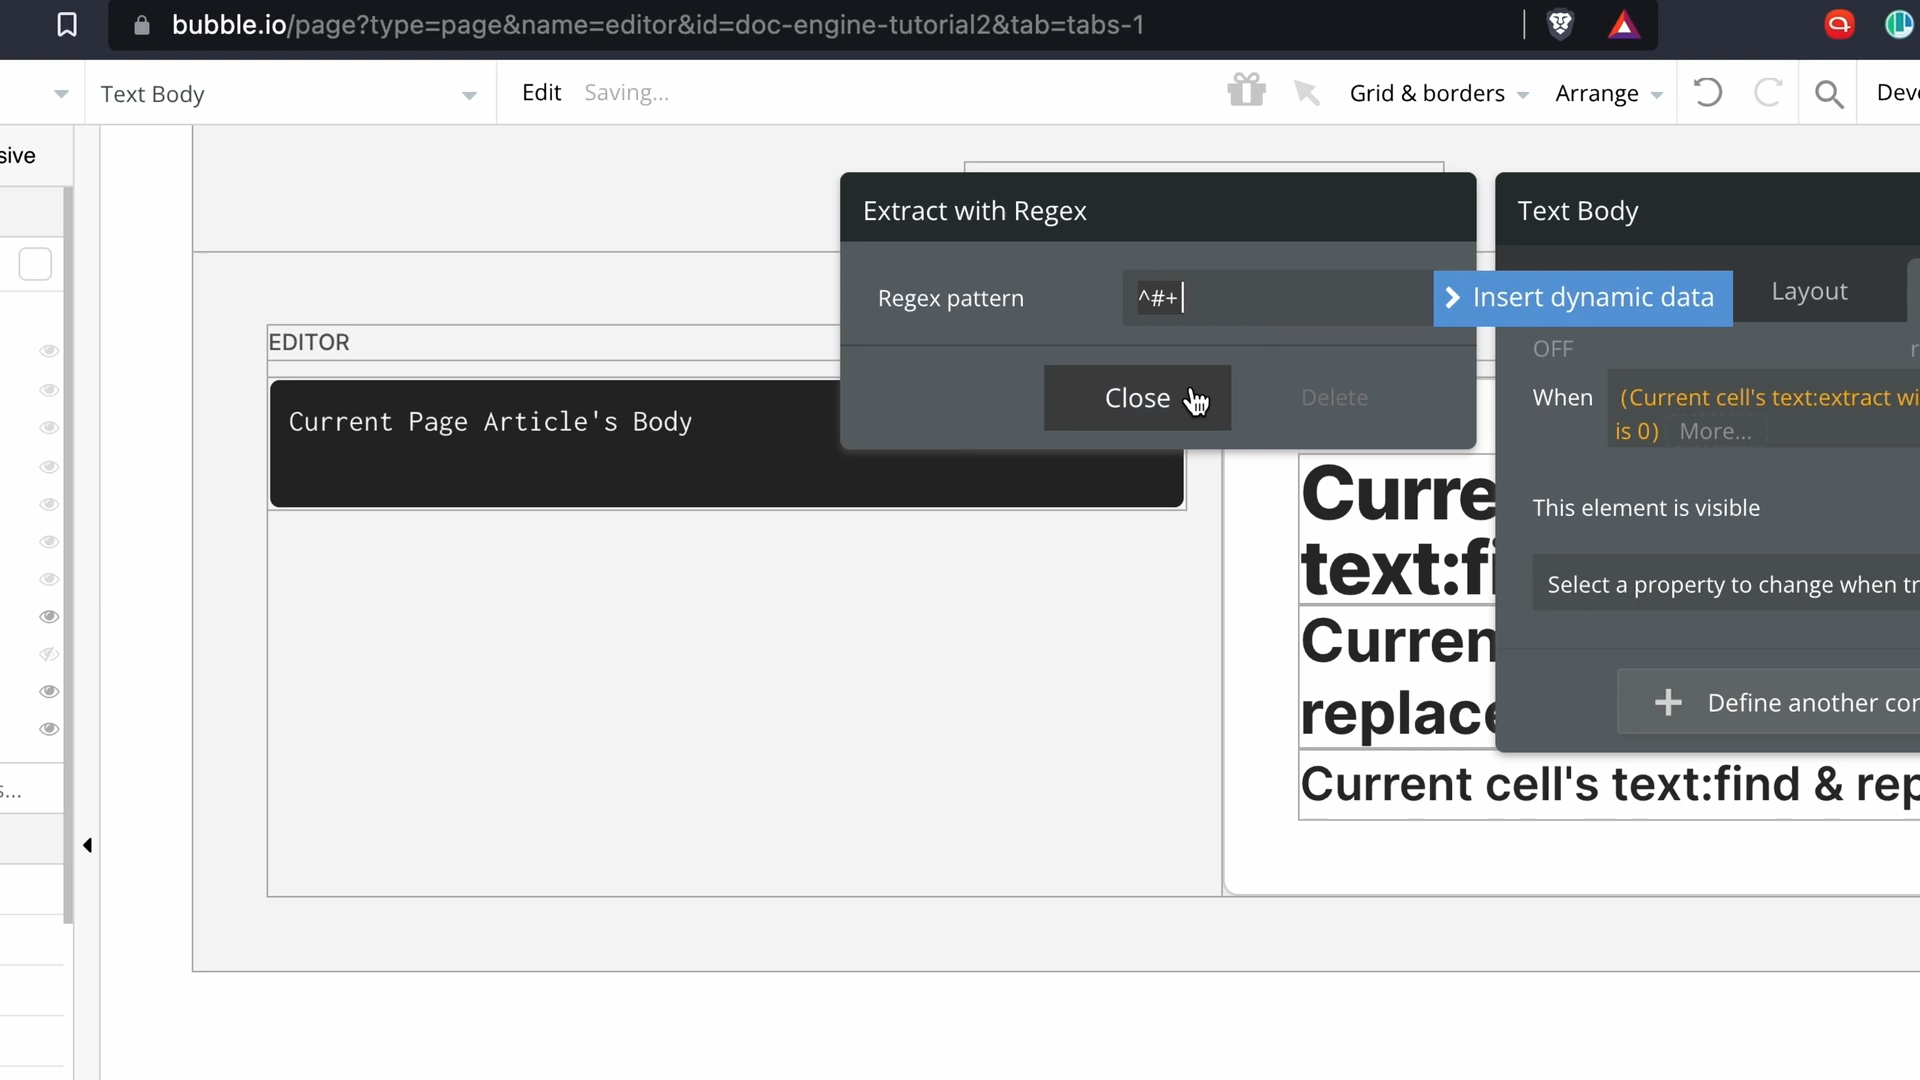 bubble.io/page?type=page&name=editor&id=doc-engine-tutorial2&tab=tabs-1
Text Body
Edit
Saving...
Grid & borders
Arrange
Deve
sive
Extract with Regex
Text Body
Regex pattern
^#+
Insert dynamic data
Layout
OFF
r
EDITOR
Close
Delete
When
(Current cell's text:extract wi
is 0)
More...
Current Page Article's Body
Curre
text:fi
This element is visible
Select a property to change when tr
Curren
replace
Define another con
Current cell's text:find & rep
s...